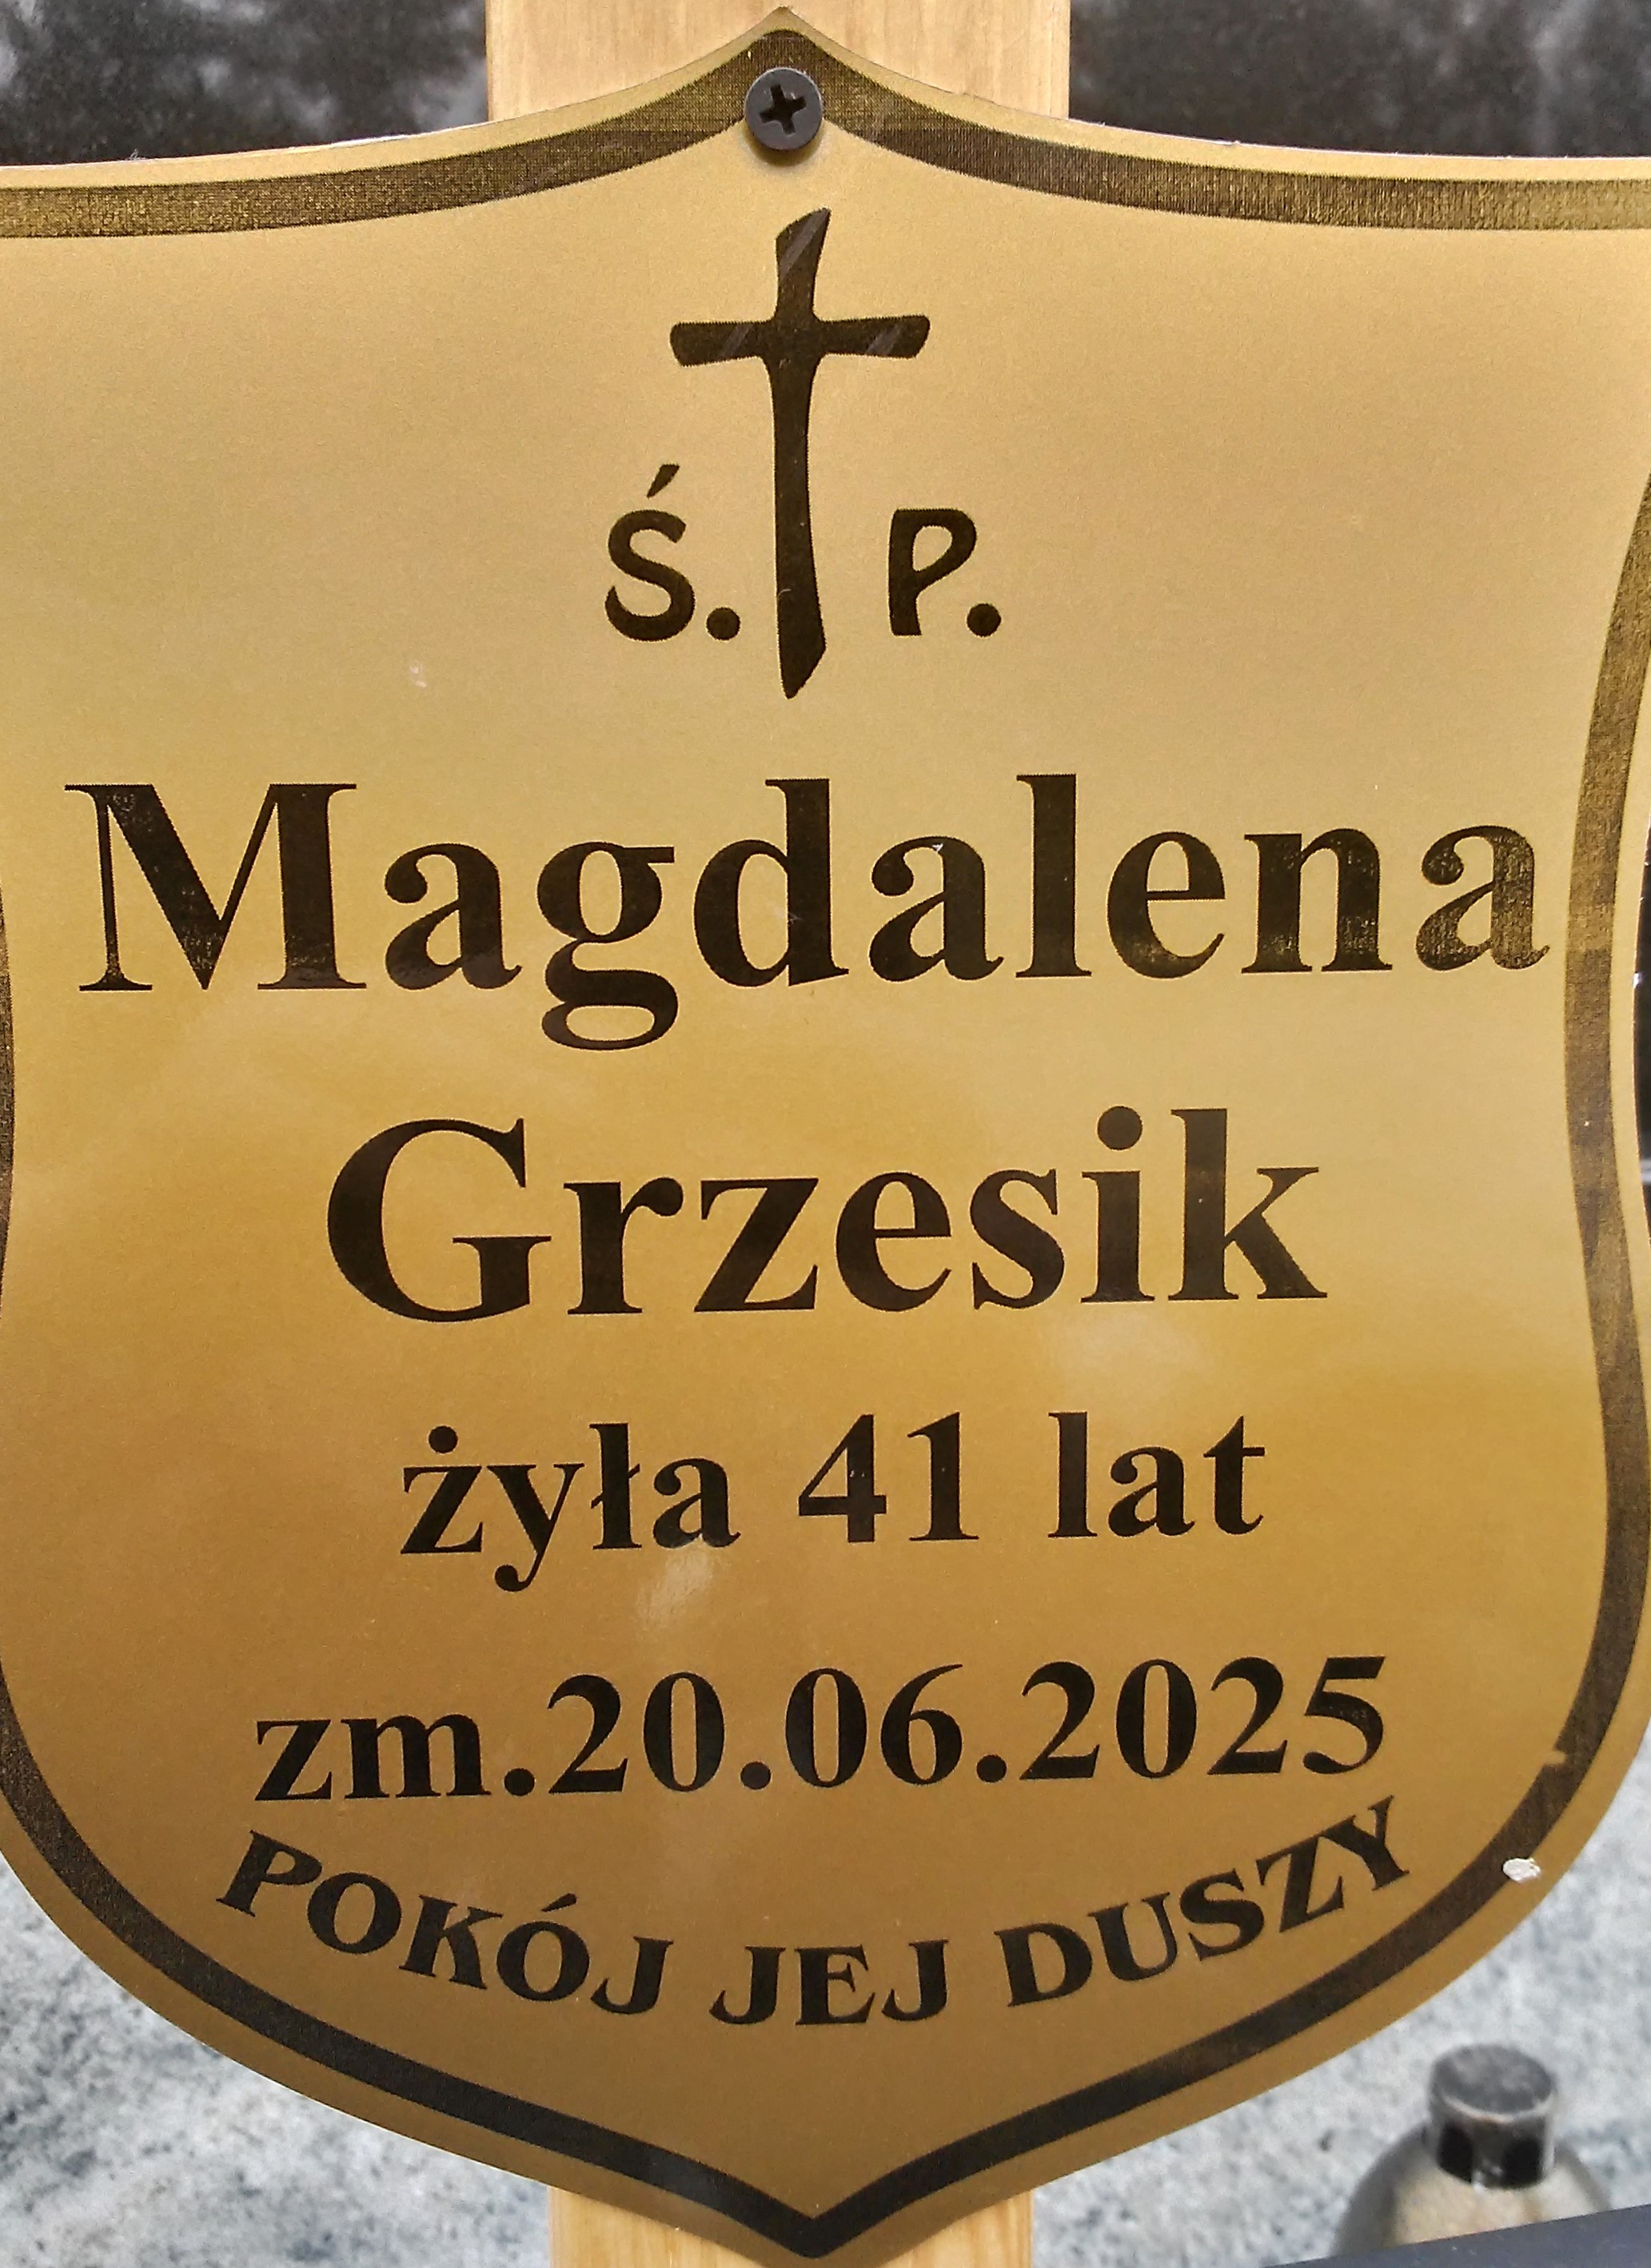 Ś. P.
Magdalena
Grzesik
żyła 41 lat
zm.20.06.2025
POKÓJ JEJ DUSZY